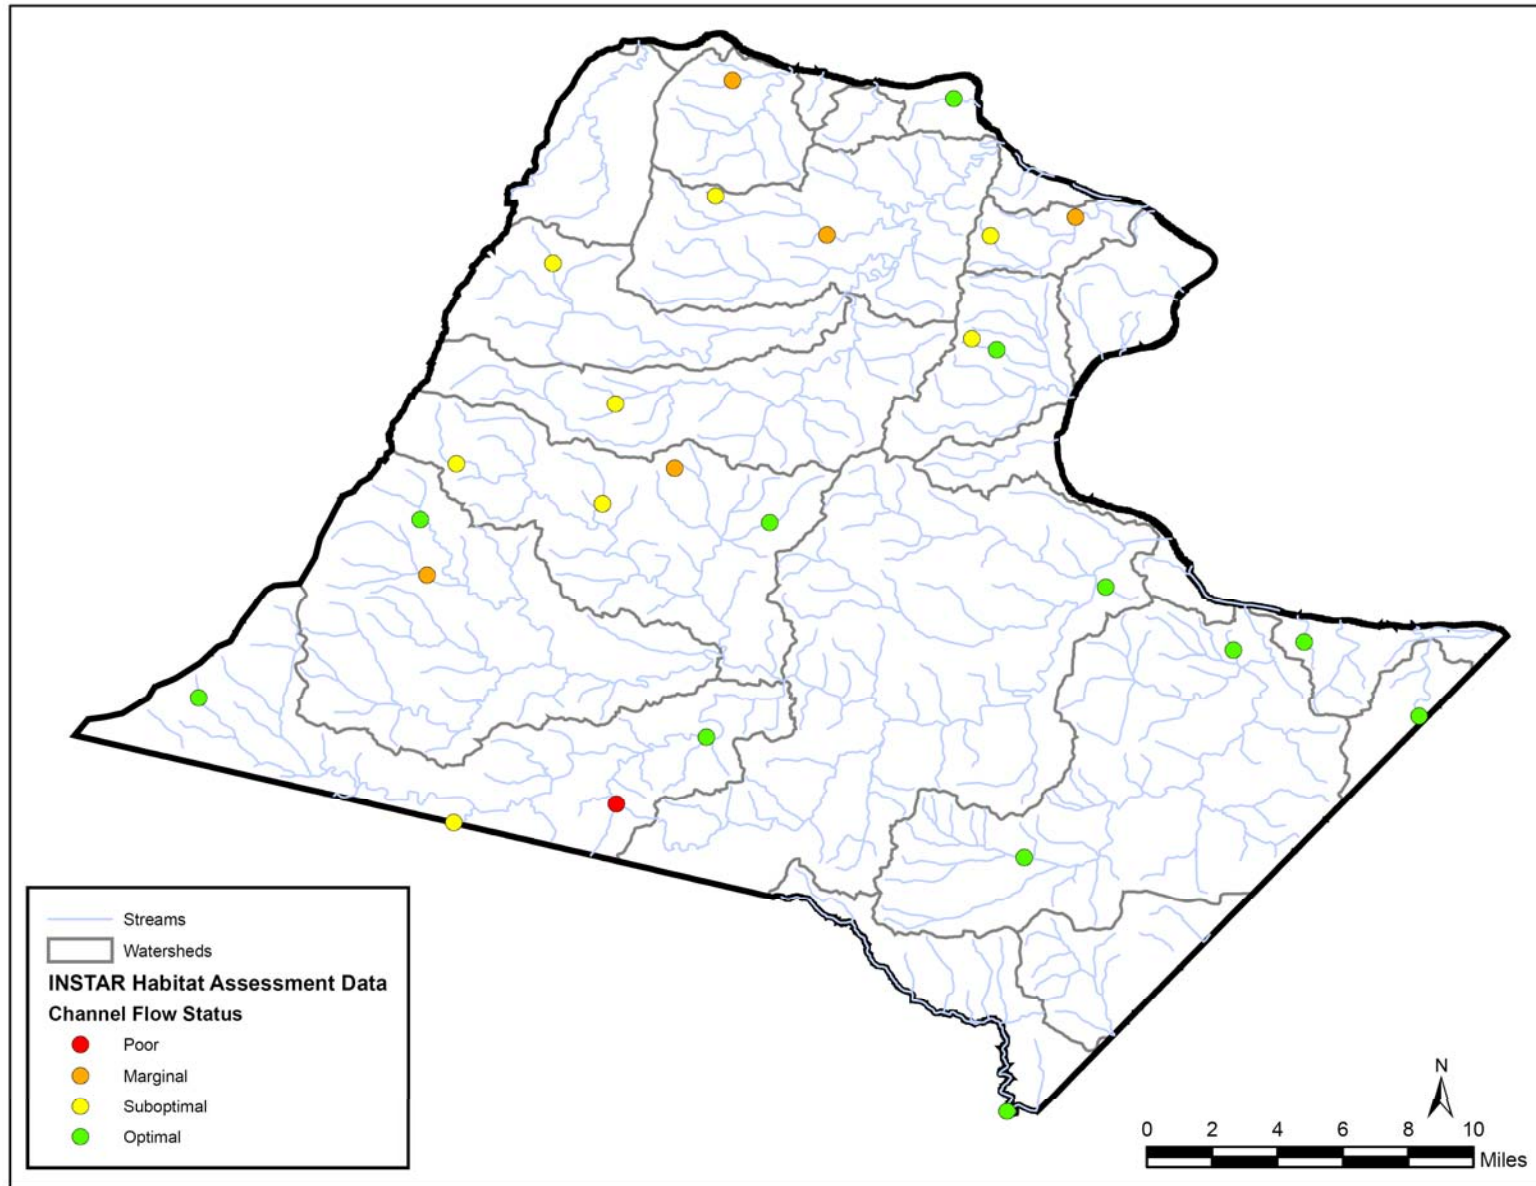 Streams
Watersheds
INSTAR Habitat Assessment Data
Channel Flow Status
Poor
Marginal
Suboptimal
Optimal
N
0 2 4 6 8 10
Miles